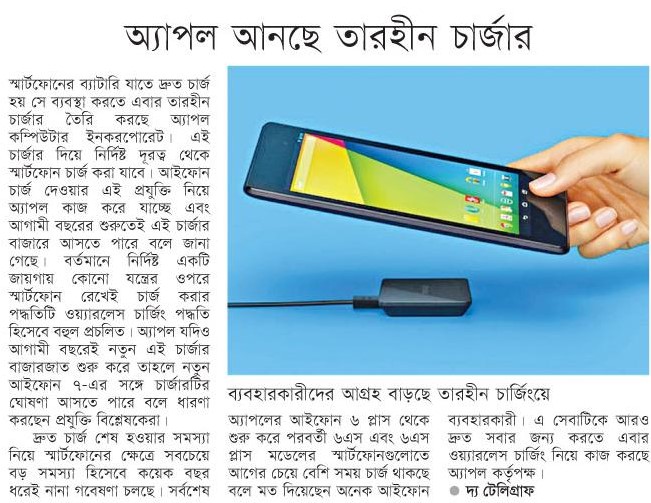 অ্যাপল আনছে তারহীন চার্জার
স্মার্টফোনের ব্যাটারি যাতে দ্রুত চার্জ
হয় সে ব্যবস্থা করতে এবার তারহীন
চার্জার তৈরি করছে অ্যাপল
কম্পিউটার ইনকরপোরেট। এই
চার্জার দিয়ে নির্দিষ্ট দূরত্ব থেকে
স্মার্টফোন চার্জ করা যাবে। আইফোন
চার্জ দেওয়ার এই প্রযুক্তি নিয়ে
অ্যাপল কাজ করে যাচ্ছে এবং
আগামী বছরের শুরুতেই এই চার্জার
বাজারে আসতে পারে বলে জানা
গেছে। বর্তমানে নির্দিষ্ট একটি
জায়গায় কোনো যন্ত্রের ওপরে
স্মার্টফোন রেখেই চার্জ করার
পদ্ধতিটি ওয়্যারলেস চার্জিং পদ্ধতি
হিসেবে বহুল প্রচলিত। অ্যাপল যদিও
আগামী বছরেই নতুন এই চার্জার
বাজারজাত শুরু করে তাহলে নতুন
আইফোন ৭-এর সঙ্গে চার্জারটির
ঘোষণা আসতে পারে বলে ধারণা
করছেন প্রযুক্তি বিশ্লেষকেরা।
দ্রুত চার্জ শেষ হওয়ার সমস্যা
নিয়ে স্মার্টফোনের ক্ষেত্রে সবচেয়ে
বড় সমস্যা হিসেবে কয়েক বছর
ধরেই নানা গবেষণা চলছে। সর্বশেষ
ব্যবহারকারীদের আগ্রহ বাড়ছে তারহীন চার্জিংয়ে
অ্যাপলের আইফোন ৬ প্লাস থেকে
শুরু করে পরবর্তী ৬এস এবং ৬এস
প্লাস মডেলের স্মার্টফোনগুলোতে
আগের চেয়ে বেশি সময় চার্জ থাকছে
বলে মত দিয়েছেন অনেক আইফোন
ব্যবহারকারী। এ সেবাটিকে আরও
দ্রুত সবার জন্য করতে এবার
ওয়্যারলেস চার্জিং নিয়ে কাজ করছে
অ্যাপল কর্তৃপক্ষ।
● দ্য টেলিগ্রাফ